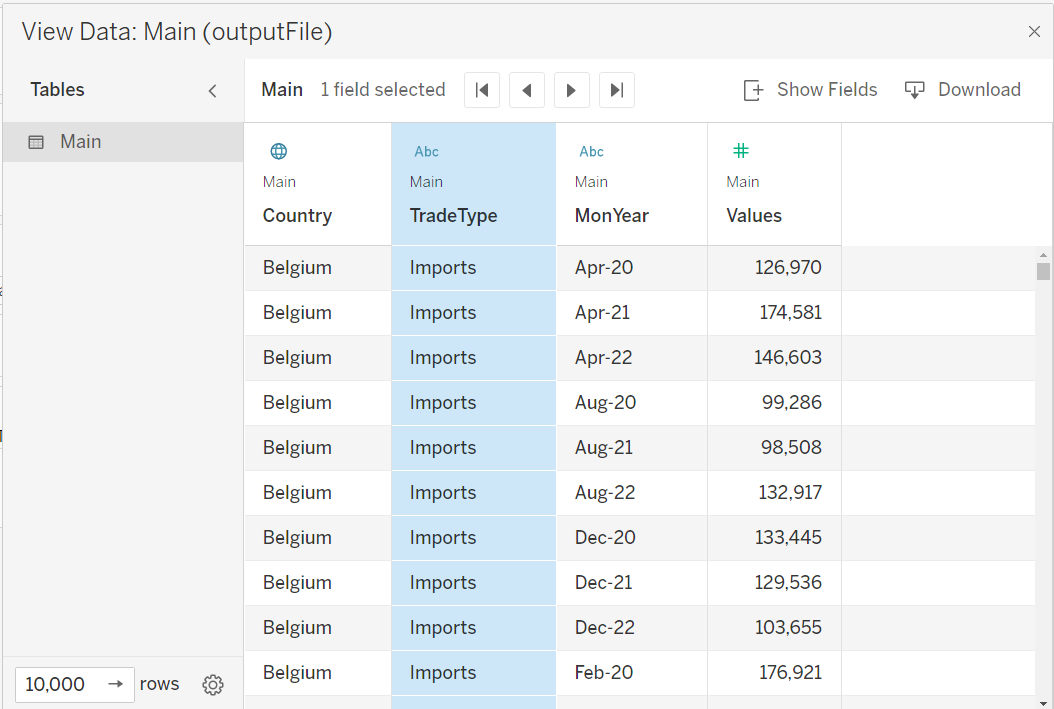 View Data: Main (outputFile)
Tables
Main 1 field selected
Show Fields Download
Main
Abc Abc
Main Main Main Main
Country TradeType MonYear Values
Belgium Imports Apr-20 126,970
Belgium Imports Apr-21 174,581
Belgium Imports Apr-22 146,603
Belgium Imports Aug-20 99,286
Belgium Imports Aug-21 98,508
Belgium Imports Aug-22 132,917
Belgium Imports Dec-20 133,445
Belgium Imports Dec-21 129,536
Belgium Imports Dec-22 103,655
Belgium Imports Feb-20 176,921
10,000 → rows